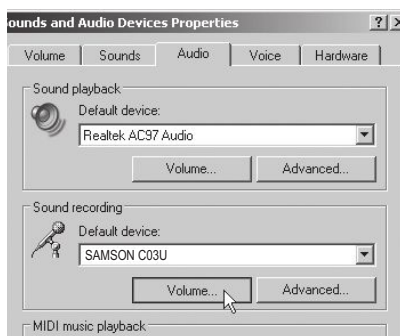 ounds and Audio Devices Properties
Volume Sounds Audio Voice Hardware
Sound playback
Default device:
Realtek AC97 Audio
Volume... Advanced...
Sound recording
Default device:
SAMSON C03U
Volume... Advanced...
MIDI music playback